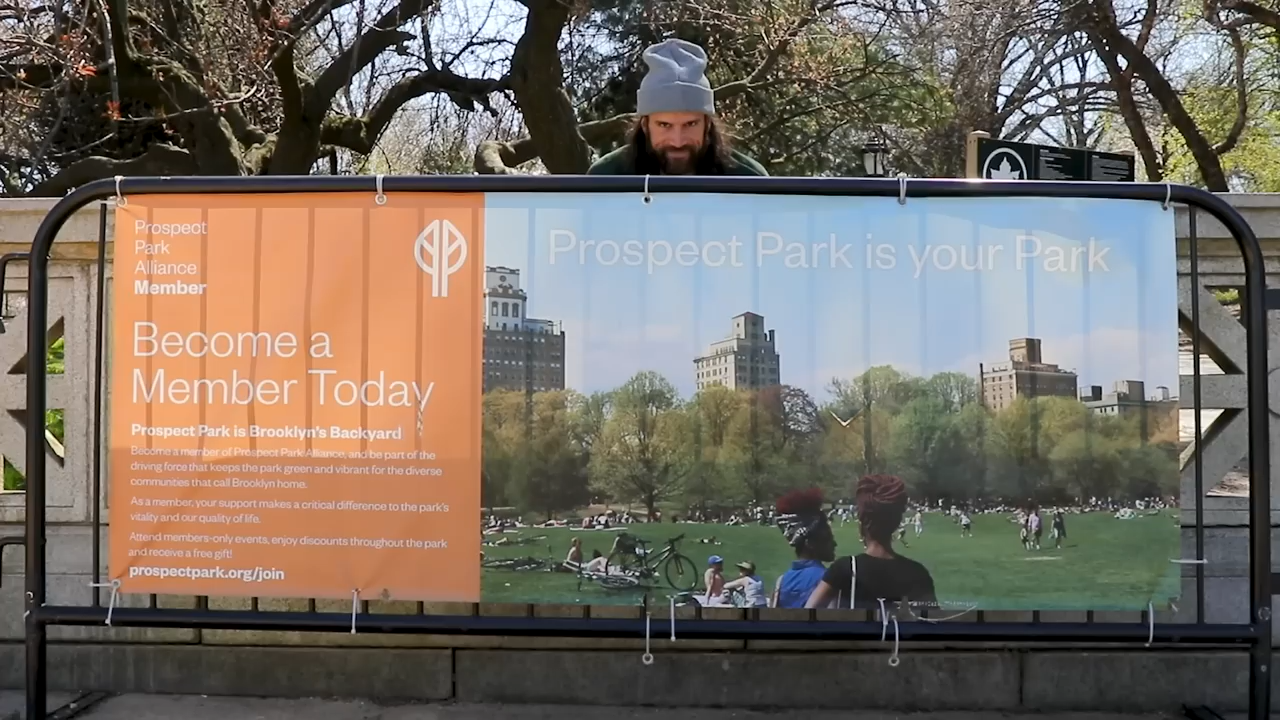 Prospect
Park
Alliance
Member
Become a
Member Today
Prospect Park is Brooklyn's Backyard
Become a member of Prospect Park Alliance, and be part of the
driving force that keeps the park green and vibrant for the diverse
communities that call Brooklyn home.
As a member, your support makes a critical difference to the park's
vitality and our quality of life.
Attend members-only events, enjoy discounts throughout the park
and receive a free gift!
prospectpark.org/join
Prospect Park is your Park